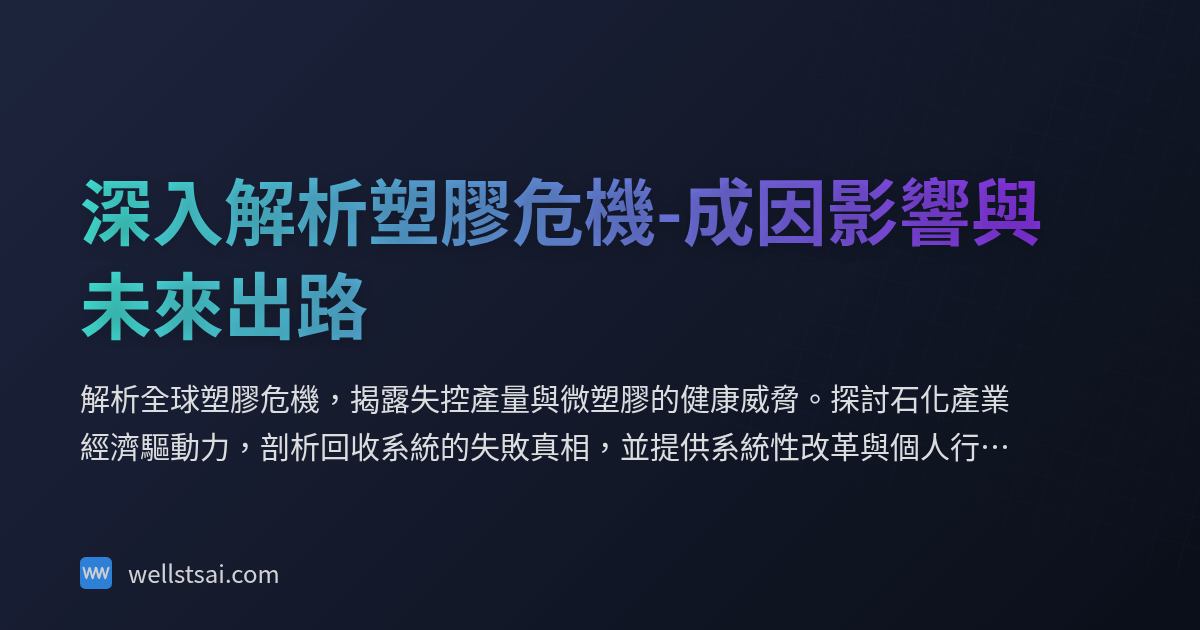 深入解析塑膠危機-成因影響與
未來出路
解析全球塑膠危機，揭露失控產量與微塑膠的健康威脅。探討石化產業
經濟驅動力，剖析回收系統的失敗真相，並提供系統性改革與個人行…
wellstsai.com